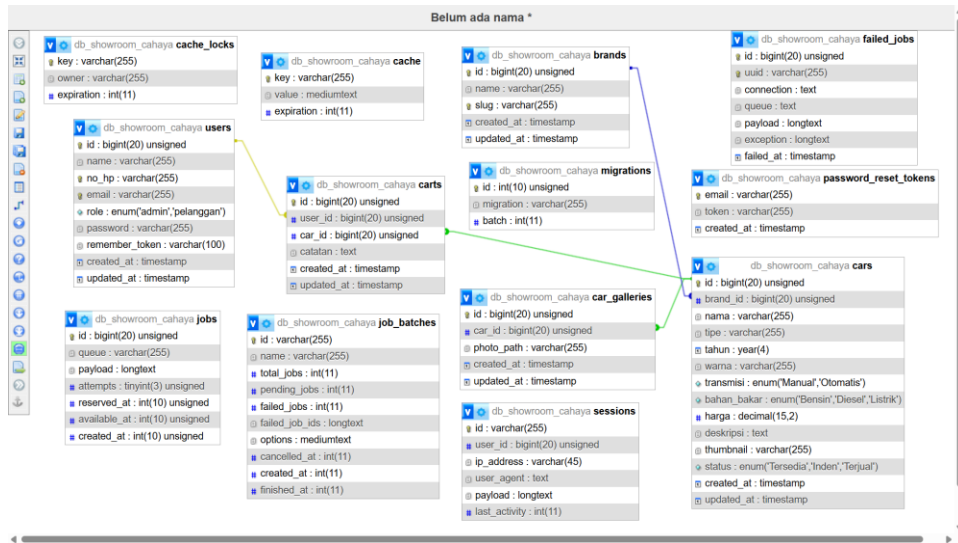 Belum ada nama *
db_showroom_cahaya cache_locks
key : varchar(255)
owner : varchar(255)
expiration : int(11)
db_showroom_cahaya cache
key : varchar(255)
value : mediumtext
expiration : int(11)
db_showroom_cahaya brands
id : bigint(20) unsigned
name : varchar(255)
slug : varchar(255)
created_at : timestamp
updated_at : timestamp
db_showroom_cahaya failed_jobs
id : bigint(20) unsigned
uuid : varchar(255)
connection : text
queue : text
payload : longtext
exception : longtext
failed_at : timestamp
db_showroom_cahaya users
id : bigint(20) unsigned
name : varchar(255)
no_hp : varchar(255)
email : varchar(255)
role : enum('admin','pelanggan')
password : varchar(255)
remember_token : varchar(100)
created_at : timestamp
updated_at : timestamp
db_showroom_cahaya carts
id : bigint(20) unsigned
user_id : bigint(20) unsigned
car_id : bigint(20) unsigned
catatan : text
created_at : timestamp
updated_at : timestamp
db_showroom_cahaya migrations
id : int(10) unsigned
migration : varchar(255)
batch : int(11)
db_showroom_cahaya password_reset_tokens
email : varchar(255)
token : varchar(255)
created_at : timestamp
db_showroom_cahaya cars
id : bigint(20) unsigned
brand_id : bigint(20) unsigned
nama : varchar(255)
tipe : varchar(255)
tahun : year(4)
warna : varchar(255)
transmisi : enum('Manual','Otomatis')
bahan_bakar : enum('Bensin','Diesel','Listrik')
harga : decimal(15,2)
deskripsi : text
thumbnail : varchar(255)
status : enum('Tersedia','Inden','Terjual')
created_at : timestamp
updated_at : timestamp
db_showroom_cahaya jobs
id : bigint(20) unsigned
queue : varchar(255)
payload : longtext
attempts : tinyint(3) unsigned
reserved_at : int(10) unsigned
available_at : int(10) unsigned
created_at : int(10) unsigned
db_showroom_cahaya job_batches
id : varchar(255)
name : varchar(255)
total_jobs : int(11)
pending_jobs : int(11)
failed_jobs : int(11)
failed_job_ids : longtext
options : mediumtext
cancelled_at : int(11)
created_at : int(11)
finished_at : int(11)
db_showroom_cahaya car_galleries
id : bigint(20) unsigned
car_id : bigint(20) unsigned
photo_path : varchar(255)
created_at : timestamp
updated_at : timestamp
db_showroom_cahaya sessions
id : varchar(255)
user_id : bigint(20) unsigned
ip_address : varchar(45)
user_agent : text
payload : longtext
last_activity : int(11)